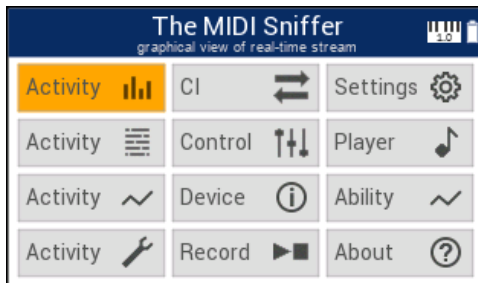 The MIDI Sniffer
graphical view of real-time stream
1.0
Activity CI Settings
Activity Control Player
Activity Device Ability
Activity Record About